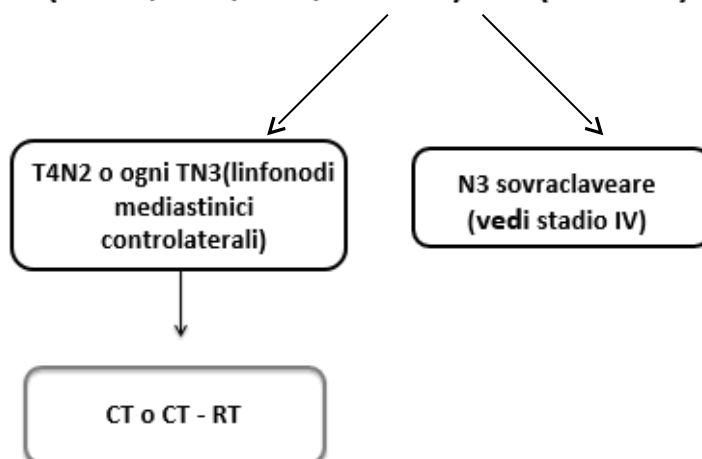 T4N2 o ogni TN3(linfonodi
mediastinici
controlaterali)
N3 sovraclaveare
(vedi stadio IV)
CT o CT - RT